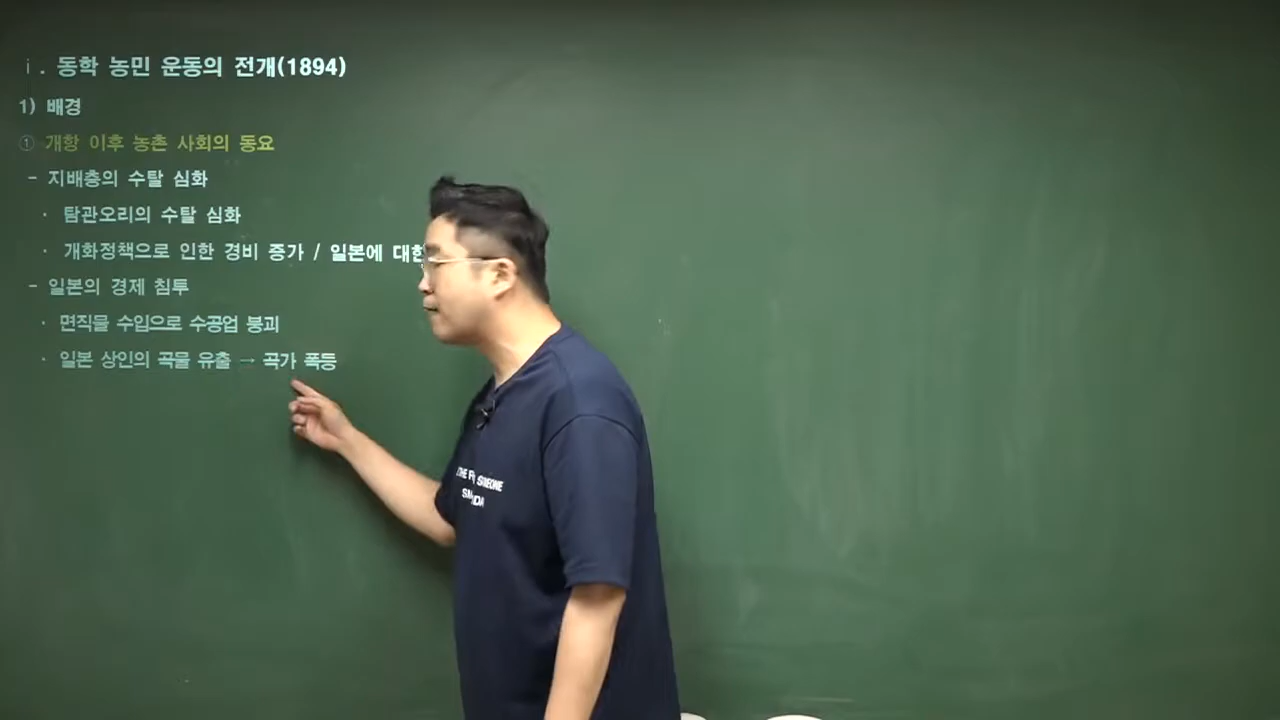 ⅰ. 동학 농민 운동의 전개(1894)
1) 배경
① 개항 이후 농촌 사회의 동요
- 지배층의 수탈 심화
· 탐관오리의 수탈 심화
· 개화정책으로 인한 경비 증가 / 일본에 대한
- 일본의 경제 침투
· 면직물 수입으로 수공업 붕괴
· 일본 상인의 곡물 유출 → 곡가 폭등
THE